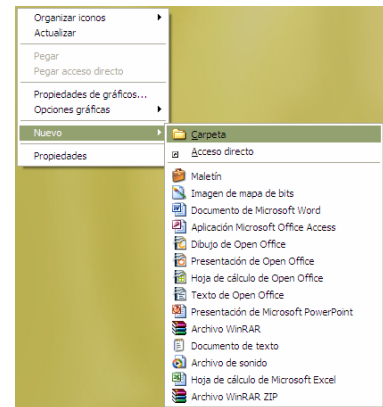 Organizar iconos
Actualizar
Pegar
Pegar acceso directo
Propiedades de gráficos...
Opciones gráficas
Nuevo
Propiedades
Carpeta
Acceso directo
Maletín
Imagen de mapa de bits
Documento de Microsoft Word
Aplicación Microsoft Office Access
Dibujo de Open Office
Presentación de Open Office
Hoja de cálculo de Open Office
Texto de Open Office
Presentación de Microsoft PowerPoint
Archivo WinRAR
Documento de texto
Archivo de sonido
Hoja de cálculo de Microsoft Excel
Archivo WinRAR ZIP